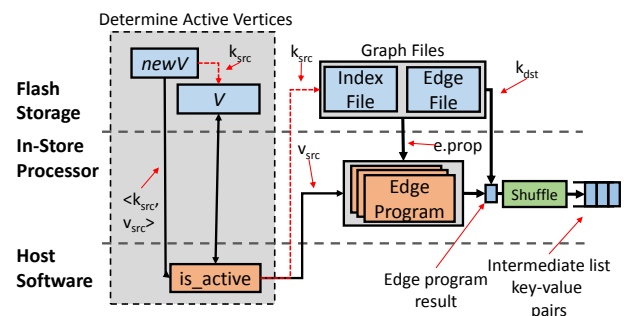 Determine Active Vertices
newV
k_src
V
k_src
Graph Files
Index
File
Edge
File
k_dst
Flash
Storage
In-Store
Processor
<k_src,
v_src>
v_src
e.prop
Edge
Program
Shuffle
Host
Software
is_active
Edge program
result
Intermediate list
key-value
pairs